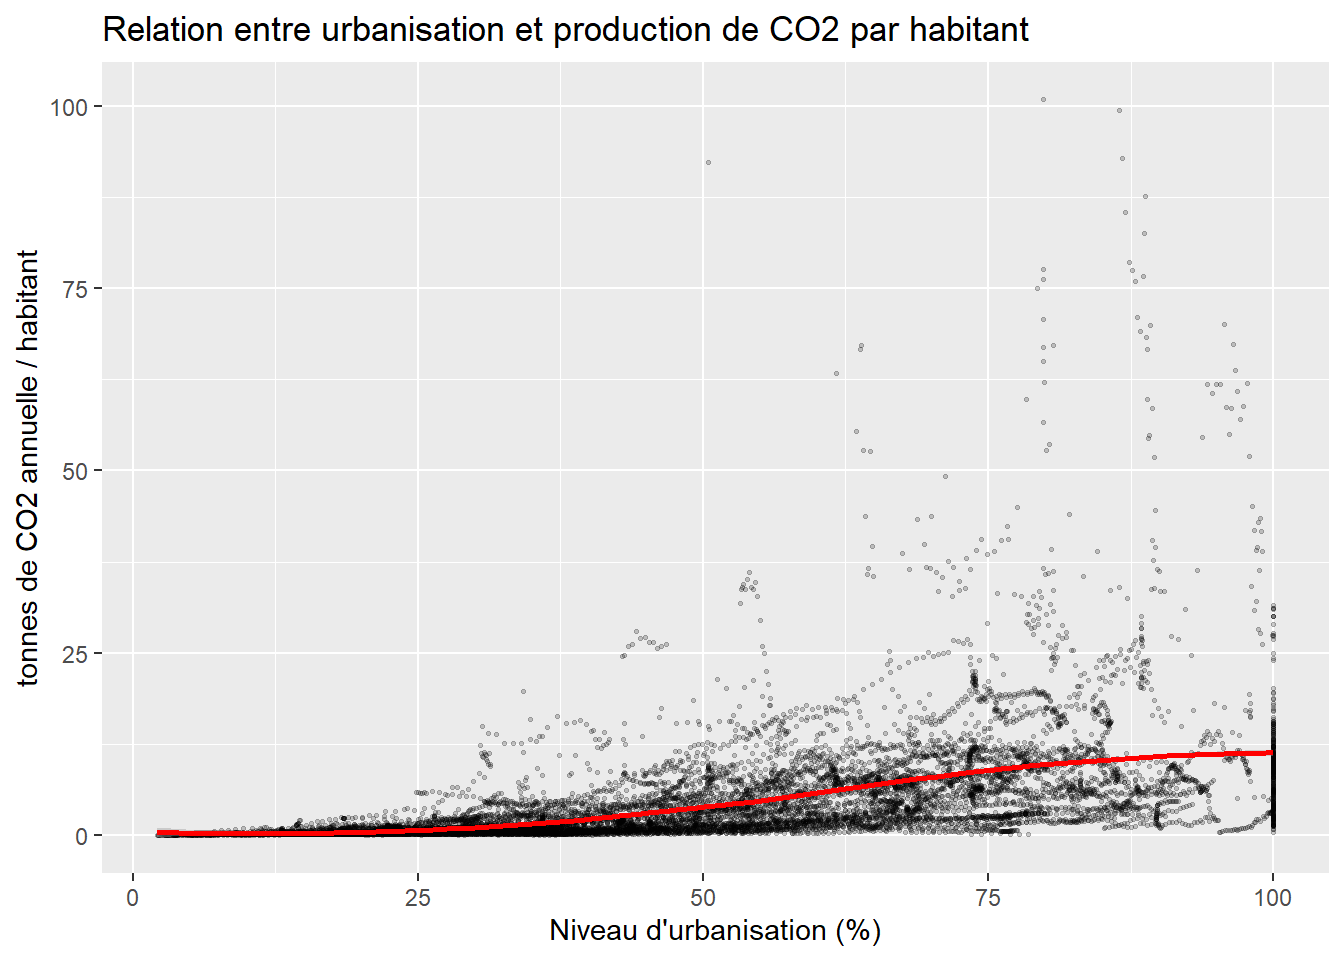 Relation entre urbanisation et production de CO2 par habitant
tonnes de CO2 annuelle / habitant
100
75
50
25
0
0 25 50 75 100
Niveau d'urbanisation (%)